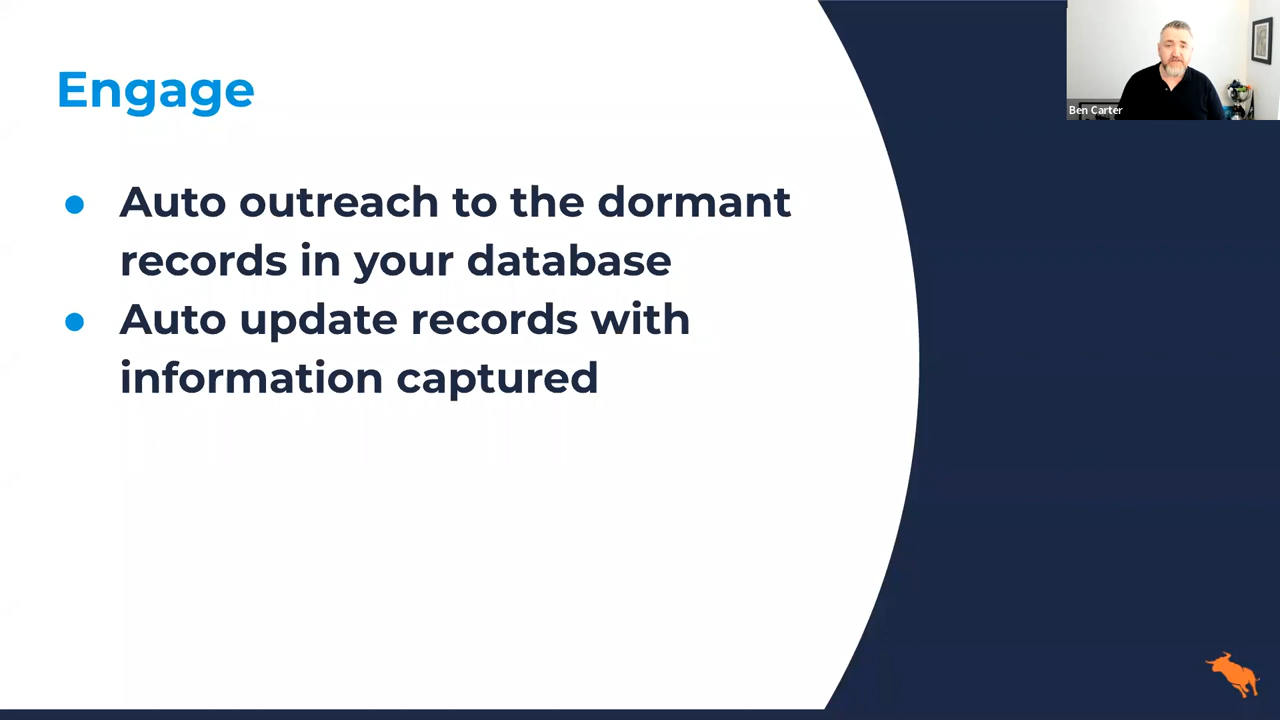 Engage
Ben Carter
● Auto outreach to the dormant
records in your database
● Auto update records with
information captured